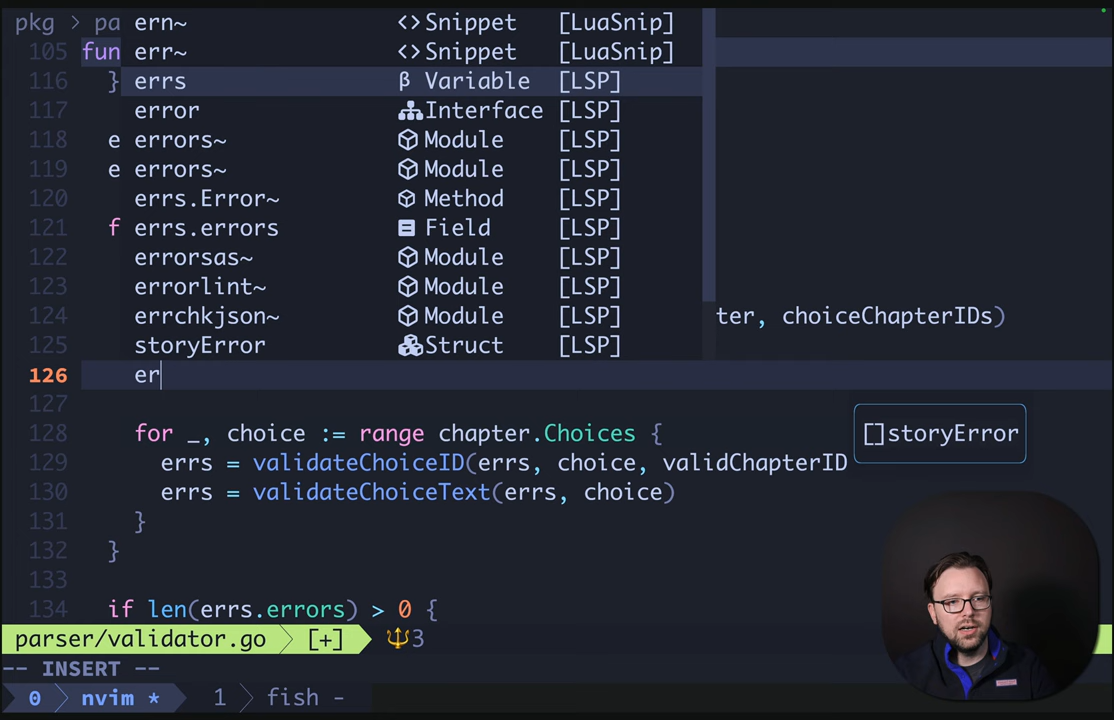 pkg > pa
ern~ <> Snippet [LuaSnip]
105 fun err~ <> Snippet [LuaSnip]
116 } errs β Variable [LSP]
117 error Interface [LSP]
118 e errors~ Module [LSP]
119 e errors~ Module [LSP]
120 errs.Error~ Method [LSP]
121 f errs.errors Field [LSP]
122 errorsas~ Module [LSP]
123 errorlint~ Module [LSP]
124 errchkjson~ Module [LSP] ter, choiceChapterIDs)
125 storyError Struct [LSP]
126 er
127
128 for _, choice := range chapter.Choices {
[]storyError
129 errs = validateChoiceID(errs, choice, validChapterID
130 errs = validateChoiceText(errs, choice)
131 }
132 }
133
134 if len(errs.errors) > 0 {
parser/validator.go [+] 3
-- INSERT --
0 nvim * 1 fish -